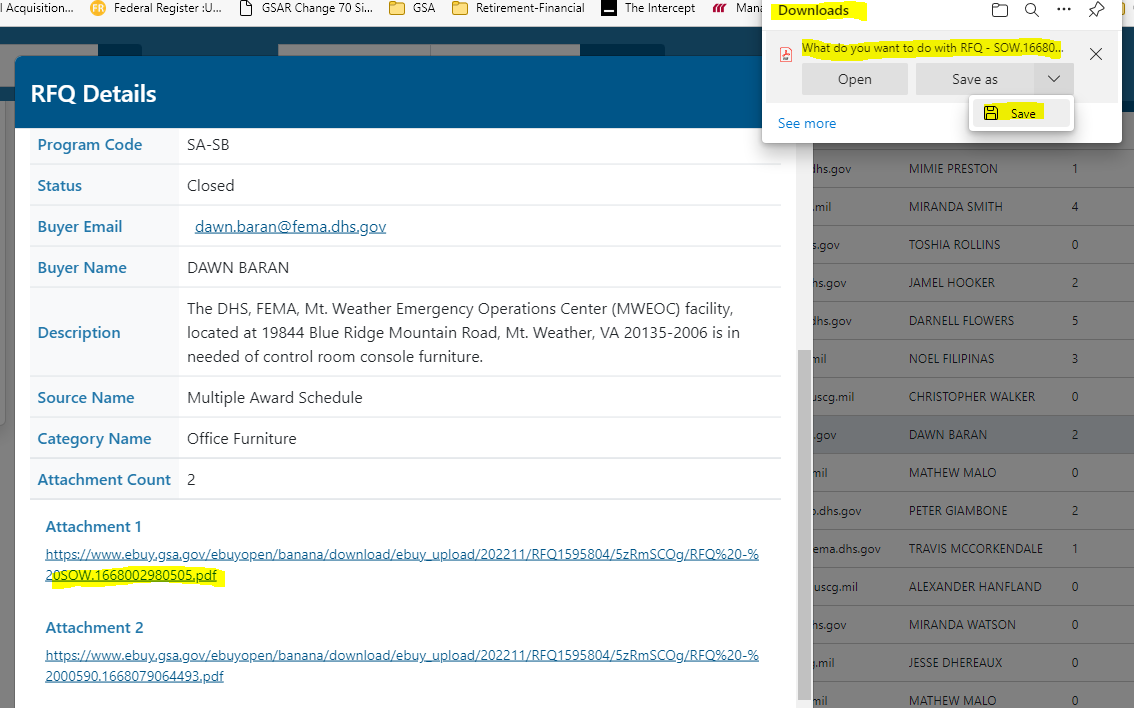 l Acquisition...
FR
Federal Register :U...
GSAR Change 70 Si...
GSA
Retirement-Financial
The Intercept
Mana
Downloads
What do you want to do with RFQ - SOW.16680...
Open
Save as
Save
See more
RFQ Details
Program Code SA-SB
Status Closed
Buyer Email dawn.baran@fema.dhs.gov
Buyer Name DAWN BARAN
Description
The DHS, FEMA, Mt. Weather Emergency Operations Center (MWEOC) facility,
located at 19844 Blue Ridge Mountain Road, Mt. Weather, VA 20135-2006 is in
needed of control room console furniture.
Source Name Multiple Award Schedule
Category Name Office Furniture
Attachment Count 2
Attachment 1
https://www.ebuy.gsa.gov/ebuyopen/banana/download/ebuy_upload/202211/RFQ1595804/5zRmSCOg/RFQ%20-%
20SOW.1668002980505.pdf
Attachment 2
https://www.ebuy.gsa.gov/ebuyopen/banana/download/ebuy_upload/202211/RFQ1595804/5zRmSCOg/RFQ%20-%
2000590.1668079064493.pdf
dhs.gov MIMIE PRESTON 1
.mil MIRANDA SMITH 4
s.gov TOSHIA ROLLINS 0
hs.gov JAMEL HOOKER 2
dhs.gov DARNELL FLOWERS 5
mil NOEL FILIPINAS 3
uscg.mil CHRISTOPHER WALKER 0
.gov DAWN BARAN 2
mil MATHEW MALO 0
o.dhs.gov PETER GIAMBONE 2
ema.dhs.gov TRAVIS MCCORKENDALE 1
uscg.mil ALEXANDER HANFLAND 0
hs.gov MIRANDA WATSON 0
g.mil JESSE DHEREAUX 0
mil MATHEW MALO 0